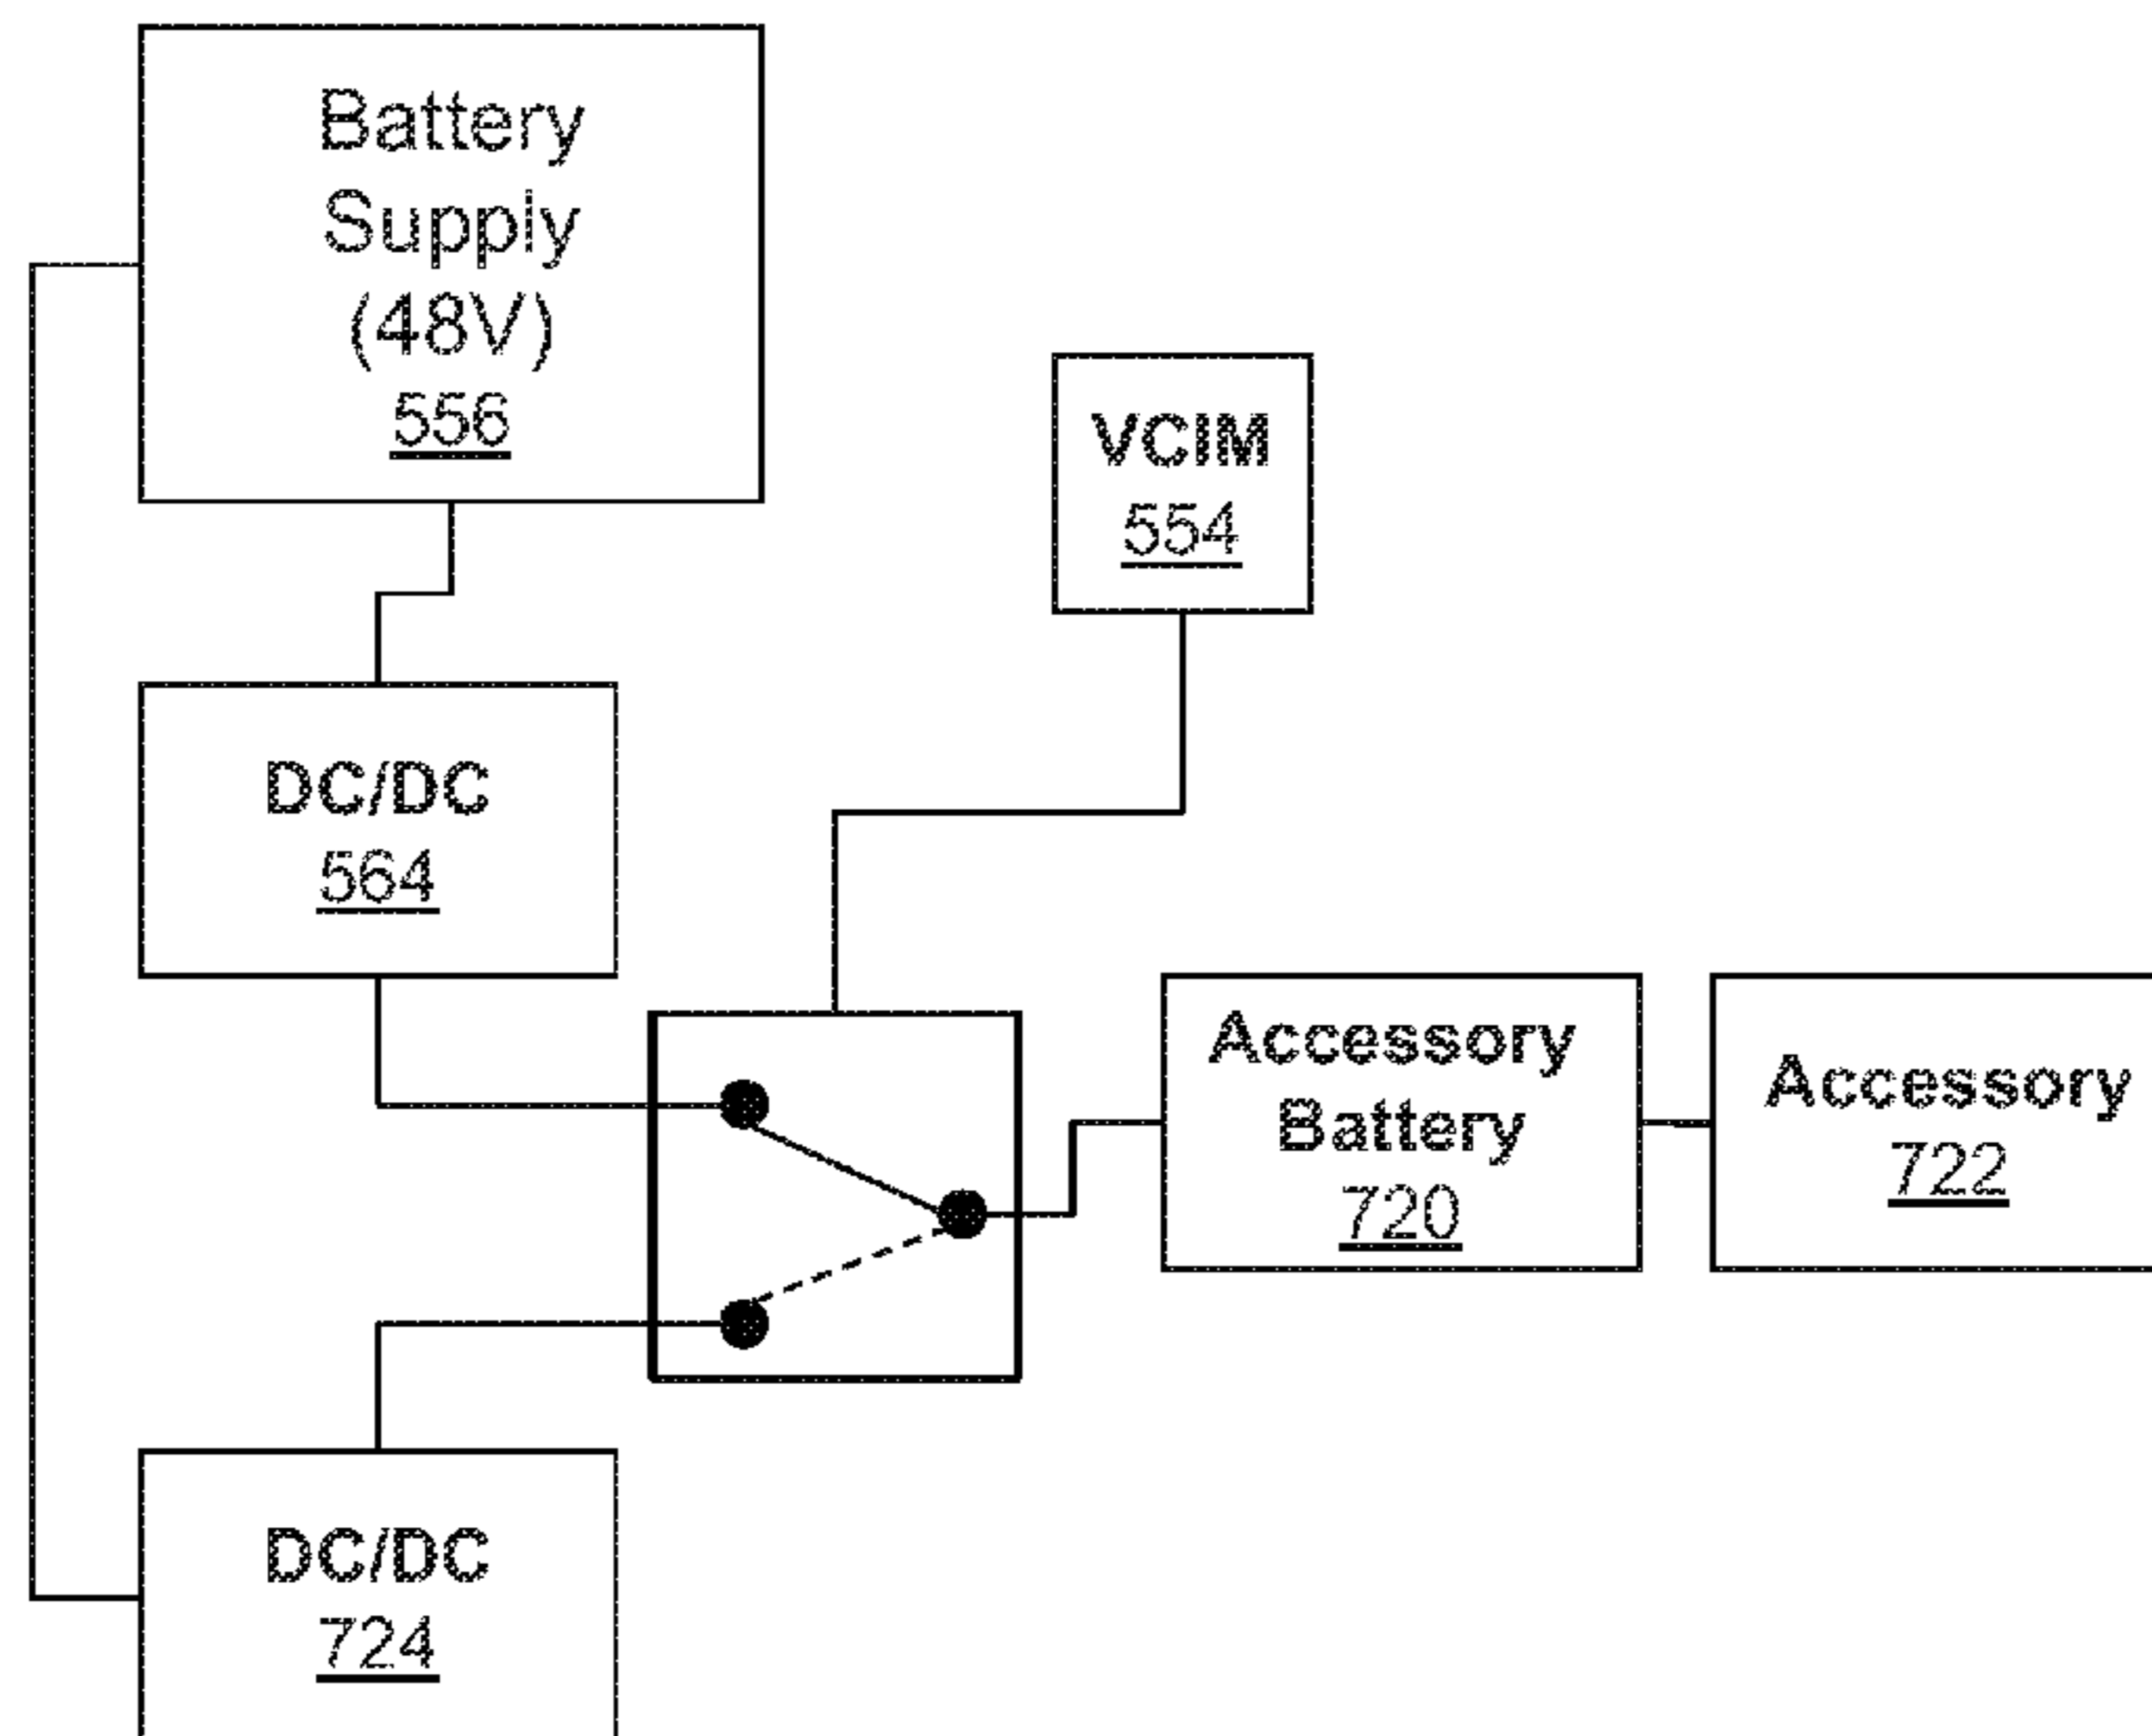 Battery
Supply
(48V)
556
VCIM
554
DC/DC
564
Accessory
Battery
720
Accessory
722
DC/DC
724